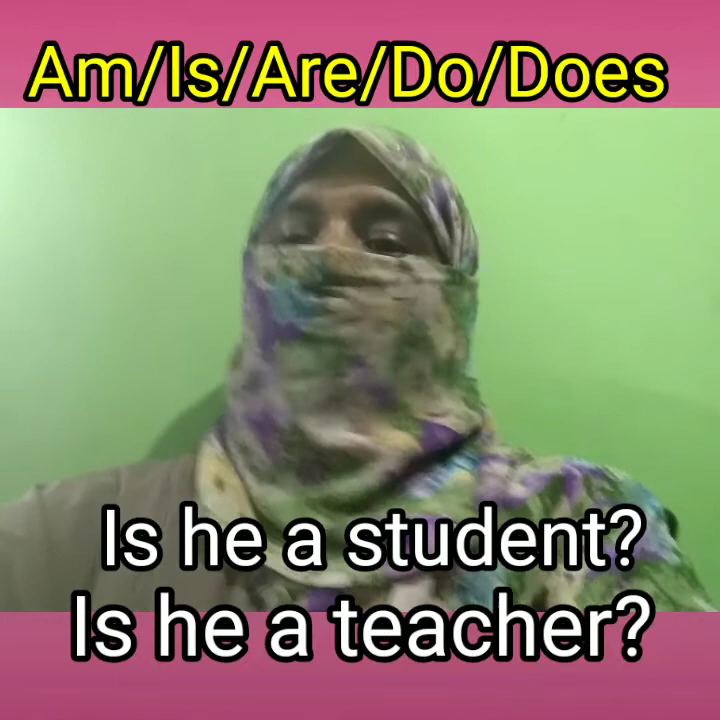 Am/Is/Are/Do/Does
Is he a student?
Is he a teacher?